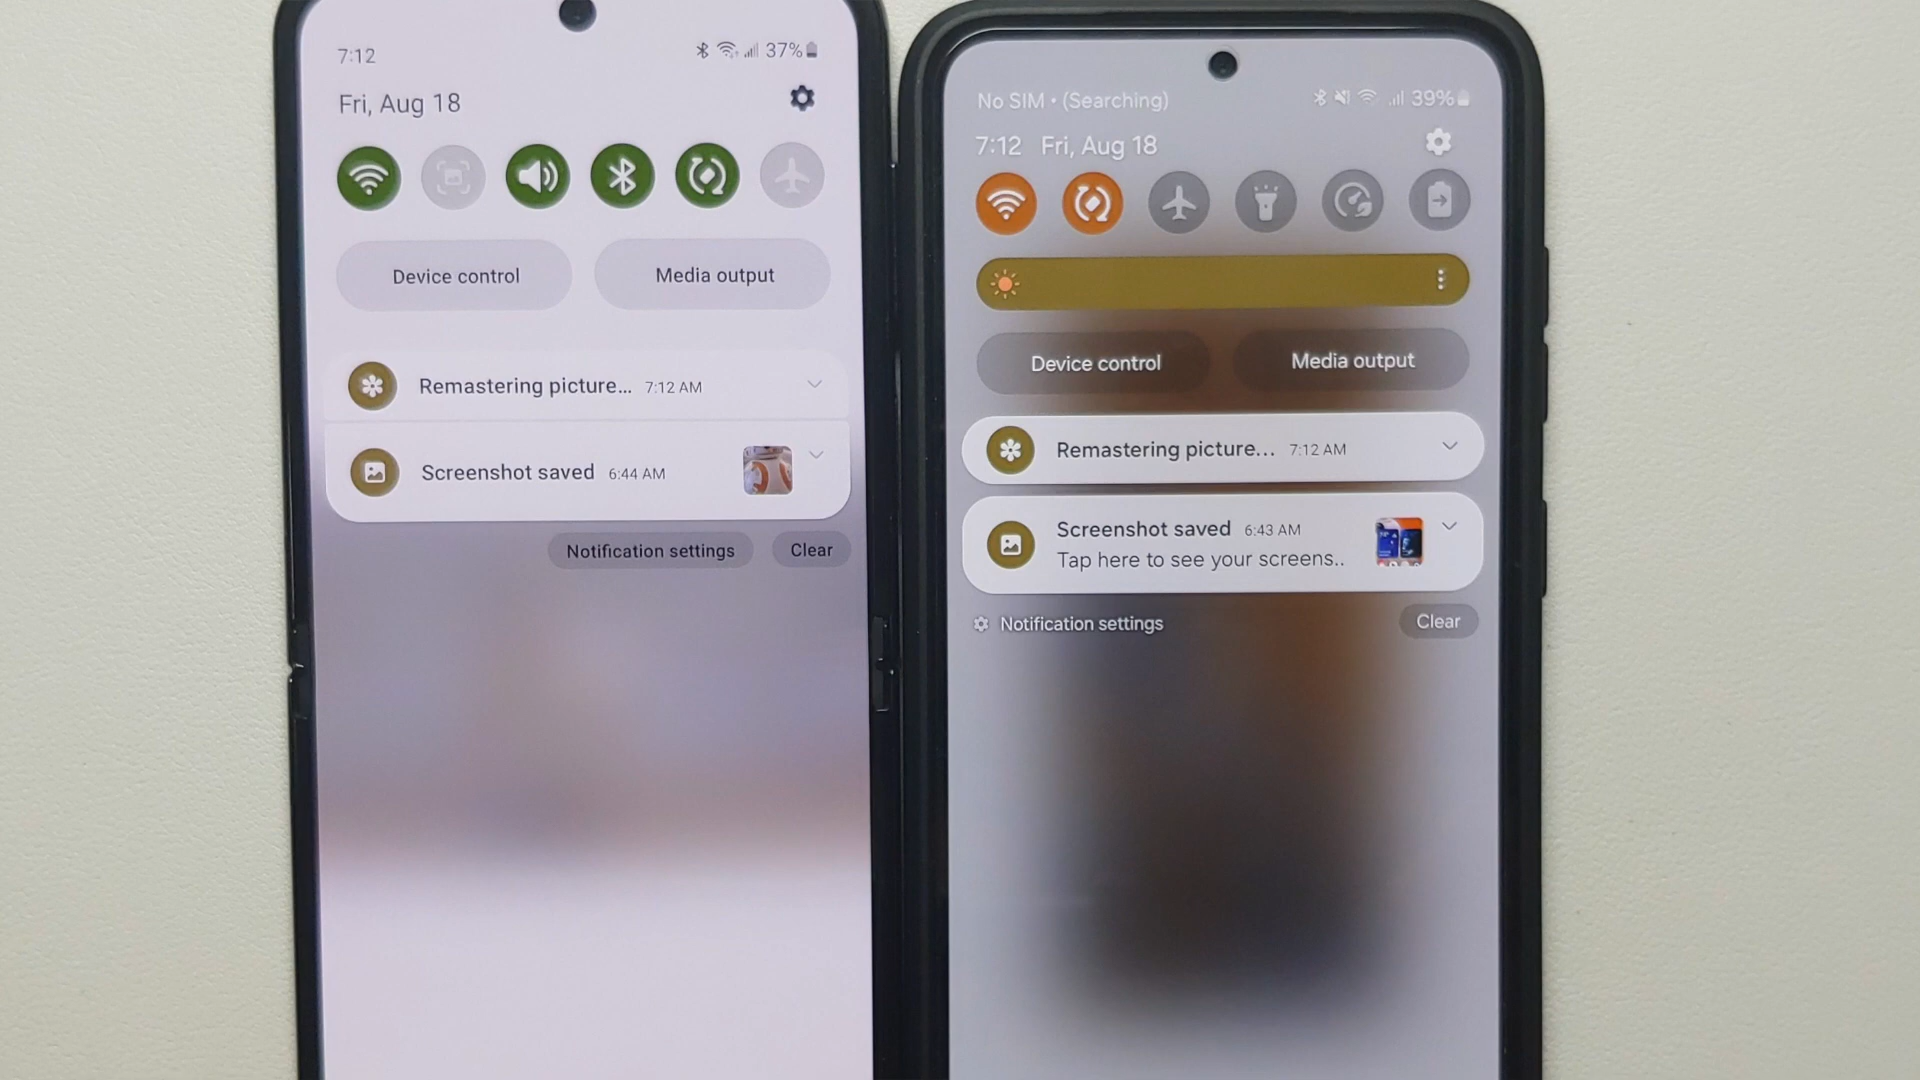 7:12
37%
Fri, Aug 18
Device control
Media output
Remastering picture... 7:12 AM
Screenshot saved 6:44 AM
Notification settings
Clear
No SIM • (Searching)
39%
7:12 Fri, Aug 18
Device control
Media output
Remastering picture... 7:12 AM
Screenshot saved 6:43 AM
Tap here to see your screens..
Notification settings
Clear